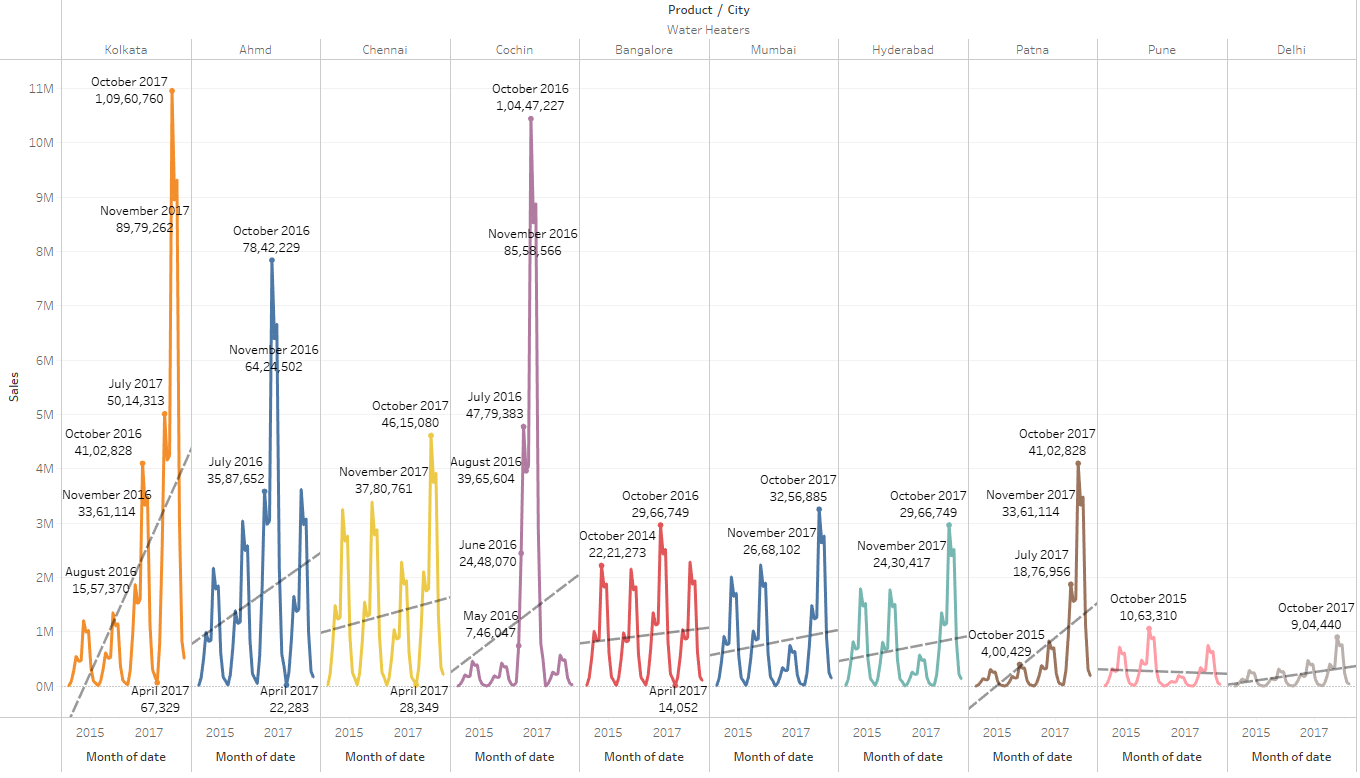 Product / City
Water Heaters
Kolkata
Ahmd
Chennai
Cochin
Bangalore
Mumbai
Hyderabad
Patna
Pune
Delhi
Sales
11M
10M
9M
8M
7M
6M
5M
4M
3M
2M
1M
0M
October 2017
1,09,60,760
November 2017
89,79,262
July 2017
50,14,313
October 2016
41,02,828
November 2016
33,61,114
August 2016
15,57,370
April 2017
67,329
October 2016
78,42,229
November 2016
64,24,502
July 2016
35,87,652
April 2017
22,283
October 2017
46,15,080
November 2017
37,80,761
April 2017
28,349
October 2016
1,04,47,227
November 2016
85,58,566
July 2016
47,79,383
August 2016
39,65,604
June 2016
24,48,070
May 2016
7,46,047
October 2016
29,66,749
October 2014
22,21,273
April 2017
14,052
October 2017
32,56,885
November 2017
26,68,102
October 2017
29,66,749
November 2017
24,30,417
October 2017
41,02,828
November 2017
33,61,114
July 2017
18,76,956
October 2015
4,00,429
October 2015
10,63,310
October 2017
9,04,440
2015 2017
2015 2017
2015 2017
2015 2017
2015 2017
2015 2017
2015 2017
2015 2017
2015 2017
2015 2017
Month of date
Month of date
Month of date
Month of date
Month of date
Month of date
Month of date
Month of date
Month of date
Month of date